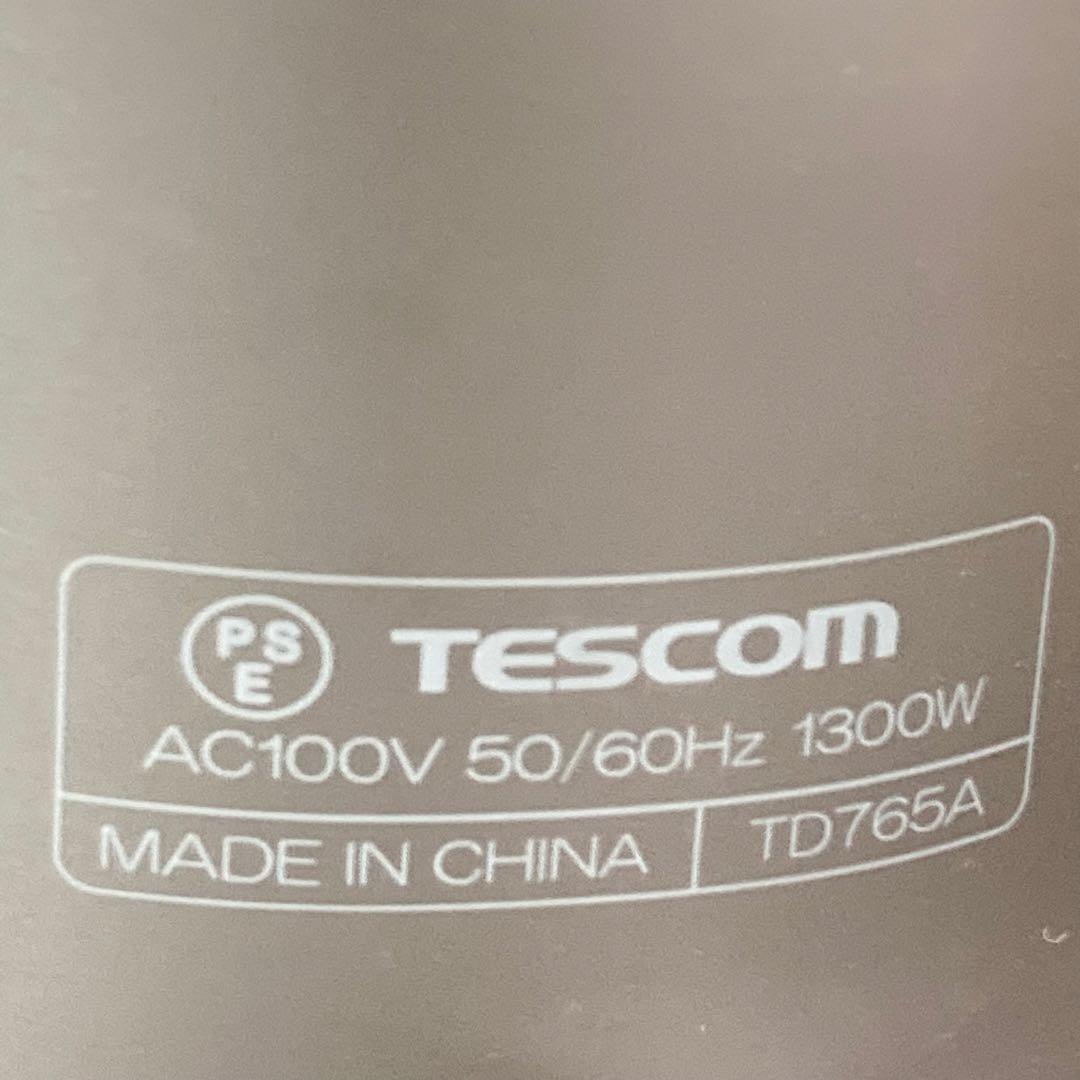 PSE TESCOM
AC100V 50/60Hz 1300W
MADE IN CHINA TD765A